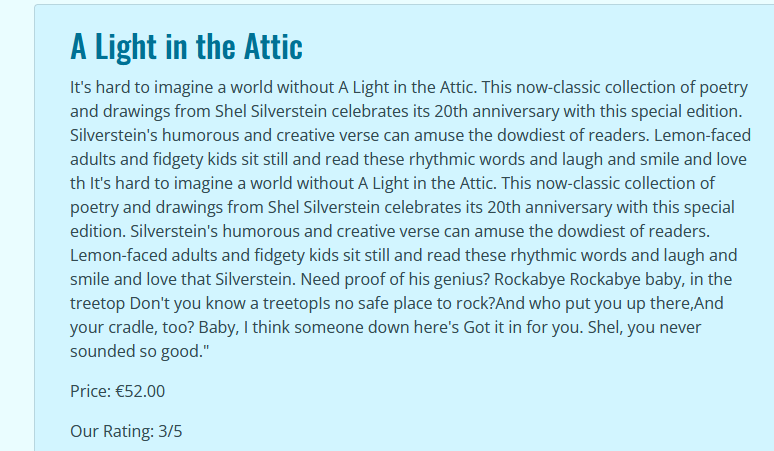 A Light in the Attic
It's hard to imagine a world without A Light in the Attic. This now-classic collection of poetry
and drawings from Shel Silverstein celebrates its 20th anniversary with this special edition.
Silverstein's humorous and creative verse can amuse the dowdiest of readers. Lemon-faced
adults and fidgety kids sit still and read these rhythmic words and laugh and smile and love
th It's hard to imagine a world without A Light in the Attic. This now-classic collection of
poetry and drawings from Shel Silverstein celebrates its 20th anniversary with this special
edition. Silverstein's humorous and creative verse can amuse the dowdiest of readers.
Lemon-faced adults and fidgety kids sit still and read these rhythmic words and laugh and
smile and love that Silverstein. Need proof of his genius? Rockabye Rockabye baby, in the
treetop Don't you know a treetopIs no safe place to rock?And who put you up there,And
your cradle, too? Baby, I think someone down here's Got it in for you. Shel, you never
sounded so good."
Price: €52.00
Our Rating: 3/5